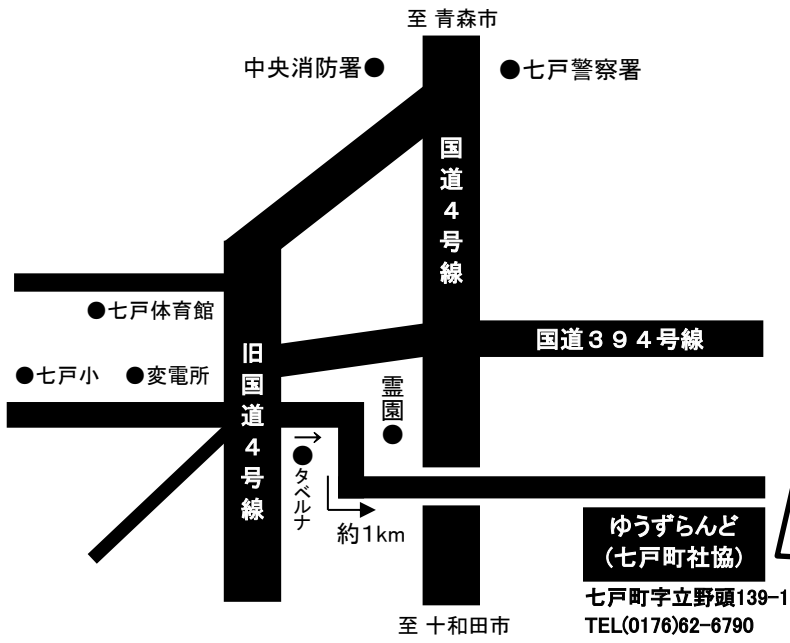 至 青森市
中央消防署●
●七戸警察署
国道４号線
●七戸体育館
国道３９４号線
旧国道４号線
●七戸小
●変電所
霊園●
→
●タベルナ
約1km
ゆうずらんど
(七戸町社協)
七戸町字立野頭139-1
TEL(0176)62-6790
至 十和田市